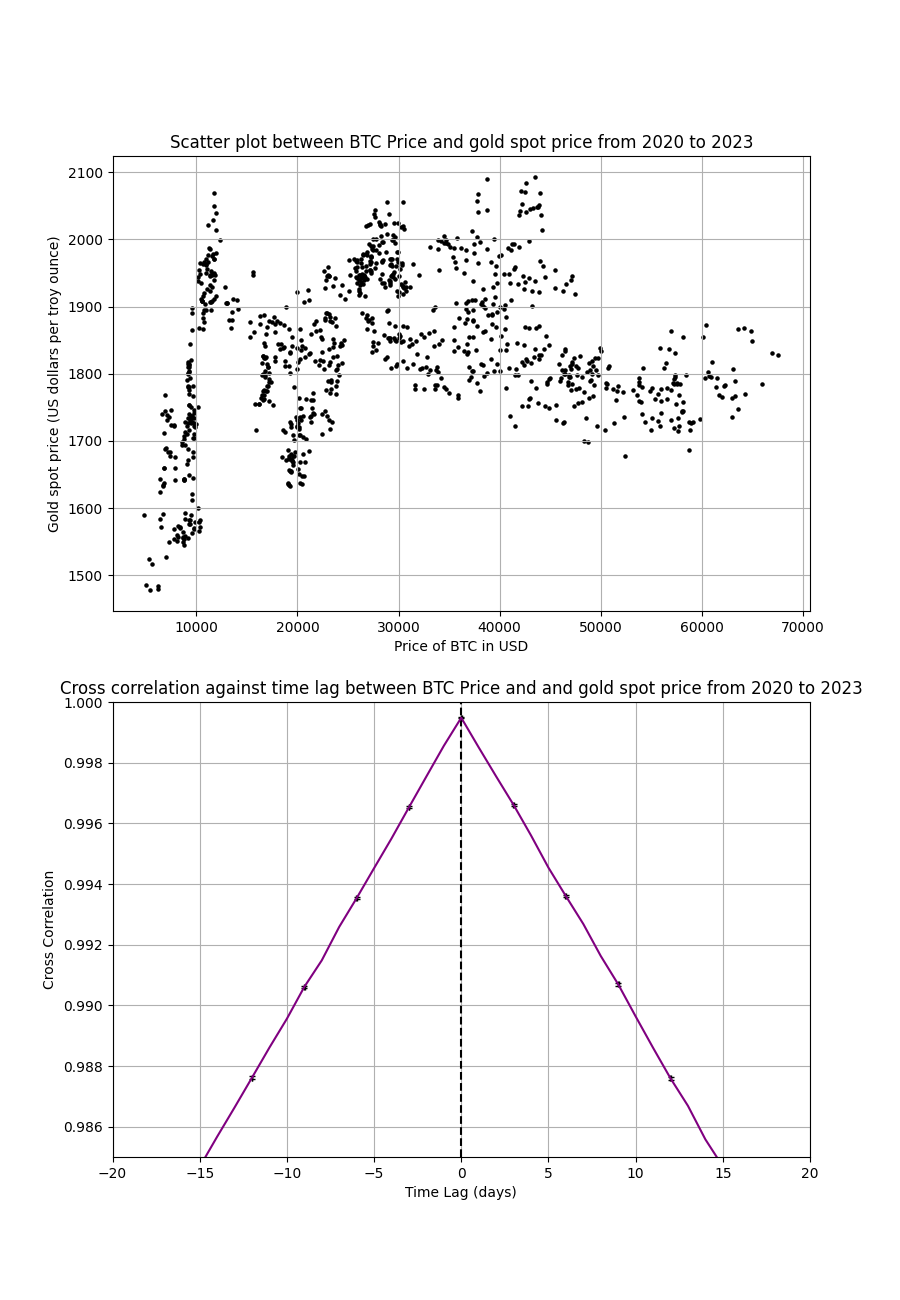 Scatter plot between BTC Price and gold spot price from 2020 to 2023
2100
2000
1900
1800
1700
1600
1500
Gold spot price (US dollars per troy ounce)
10000 20000 30000 40000 50000 60000 70000
Price of BTC in USD
Cross correlation against time lag between BTC Price and and gold spot price from 2020 to 2023
1.000
0.998
0.996
0.994
0.992
0.990
0.988
0.986
Cross Correlation
−20 −15 −10 −5 0 5 10 15 20
Time Lag (days)